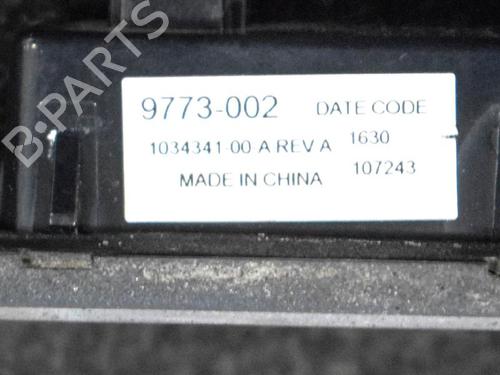 B-PARTS
9773-002 DATE CODE
1034341-00-A REV A 1630
MADE IN CHINA 107243